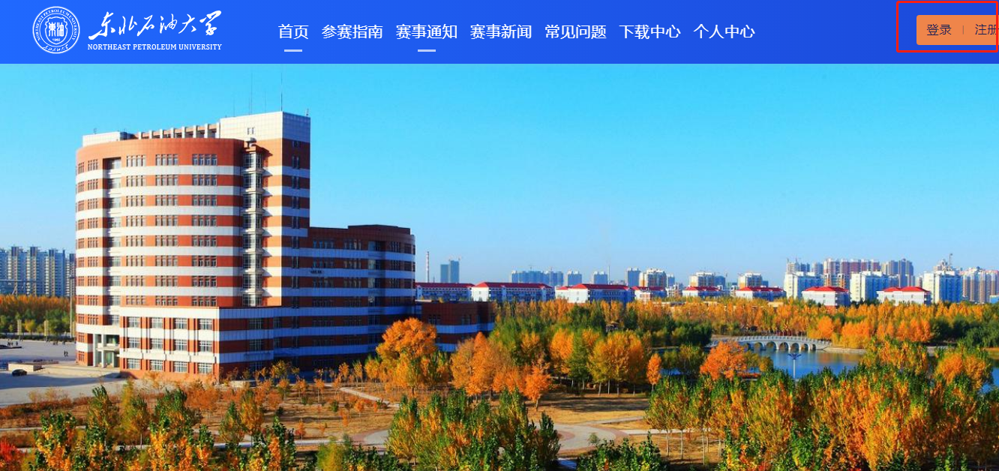 东北石油大学
NORTHEAST PETROLEUM UNIVERSITY
首页 参赛指南 赛事通知 赛事新闻 常见问题 下载中心 个人中心
登录 | 注册